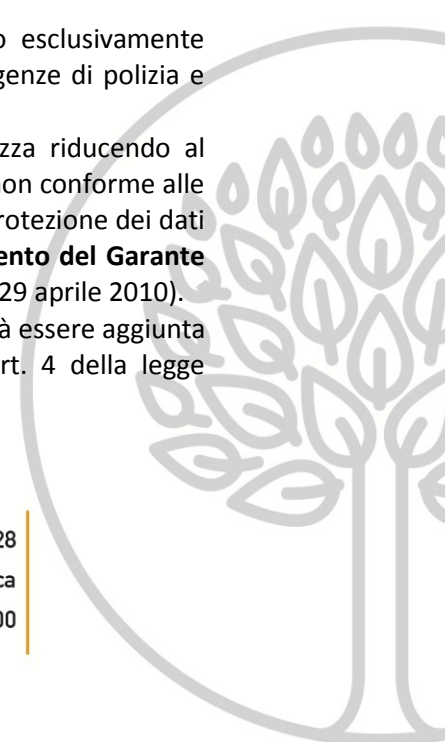 esclusivamente
genze di polizia e
zza riducendo al
non conforme alle
rotezione dei dati
ento del Garante
29 aprile 2010).
à essere aggiunta
rt. 4 della legge
28
ca
00